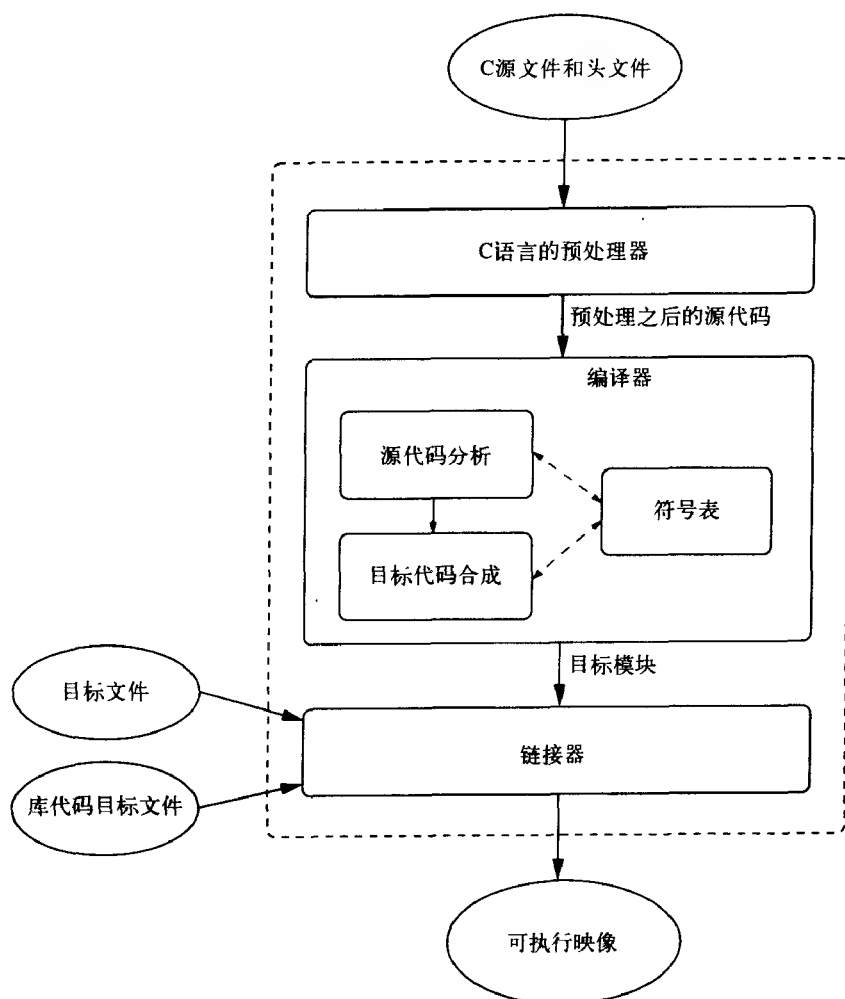 C源文件和头文件
C语言的预处理器
预处理之后的源代码
编译器
源代码分析
符号表
目标代码合成
目标模块
目标文件
链接器
库代码目标文件
可执行映像